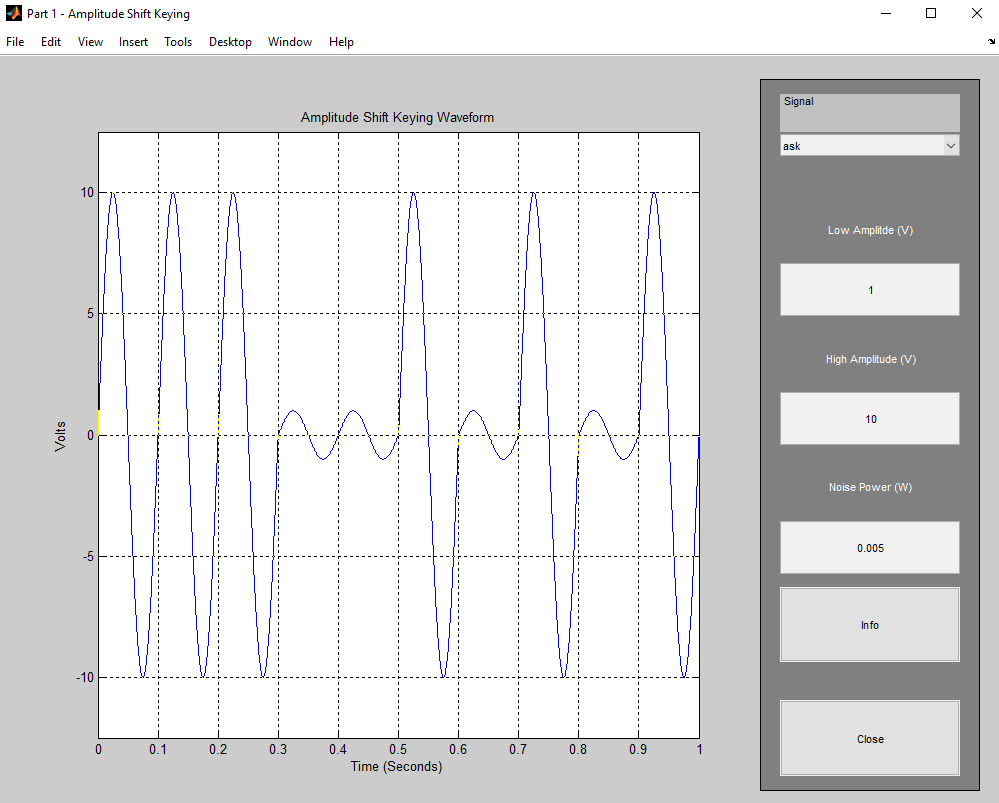 Part 1 - Amplitude Shift Keying
File Edit View Insert Tools Desktop Window Help
Amplitude Shift Keying Waveform
10
5
0
-5
-10
Volts
0 0.1 0.2 0.3 0.4 0.5 0.6 0.7 0.8 0.9 1
Time (Seconds)
Signal
ask
Low Amplitde (V)
1
High Amplitude (V)
10
Noise Power (W)
0.005
Info
Close